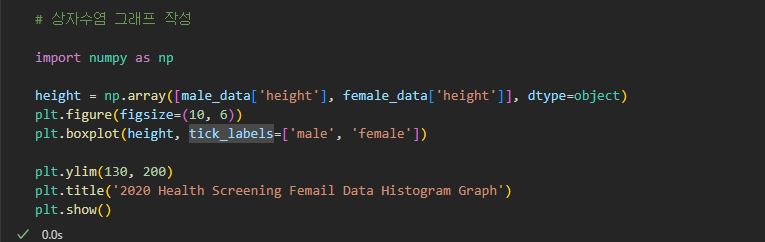 # 상자수염 그래프 작성
import numpy as np
height = np.array([male_data['height'], female_data['height']], dtype=object)
plt.figure(figsize=(10, 6))
plt.boxplot(height, tick_labels=['male', 'female'])
plt.ylim(130, 200)
plt.title('2020 Health Screening Femail Data Histogram Graph')
plt.show()
0.0s